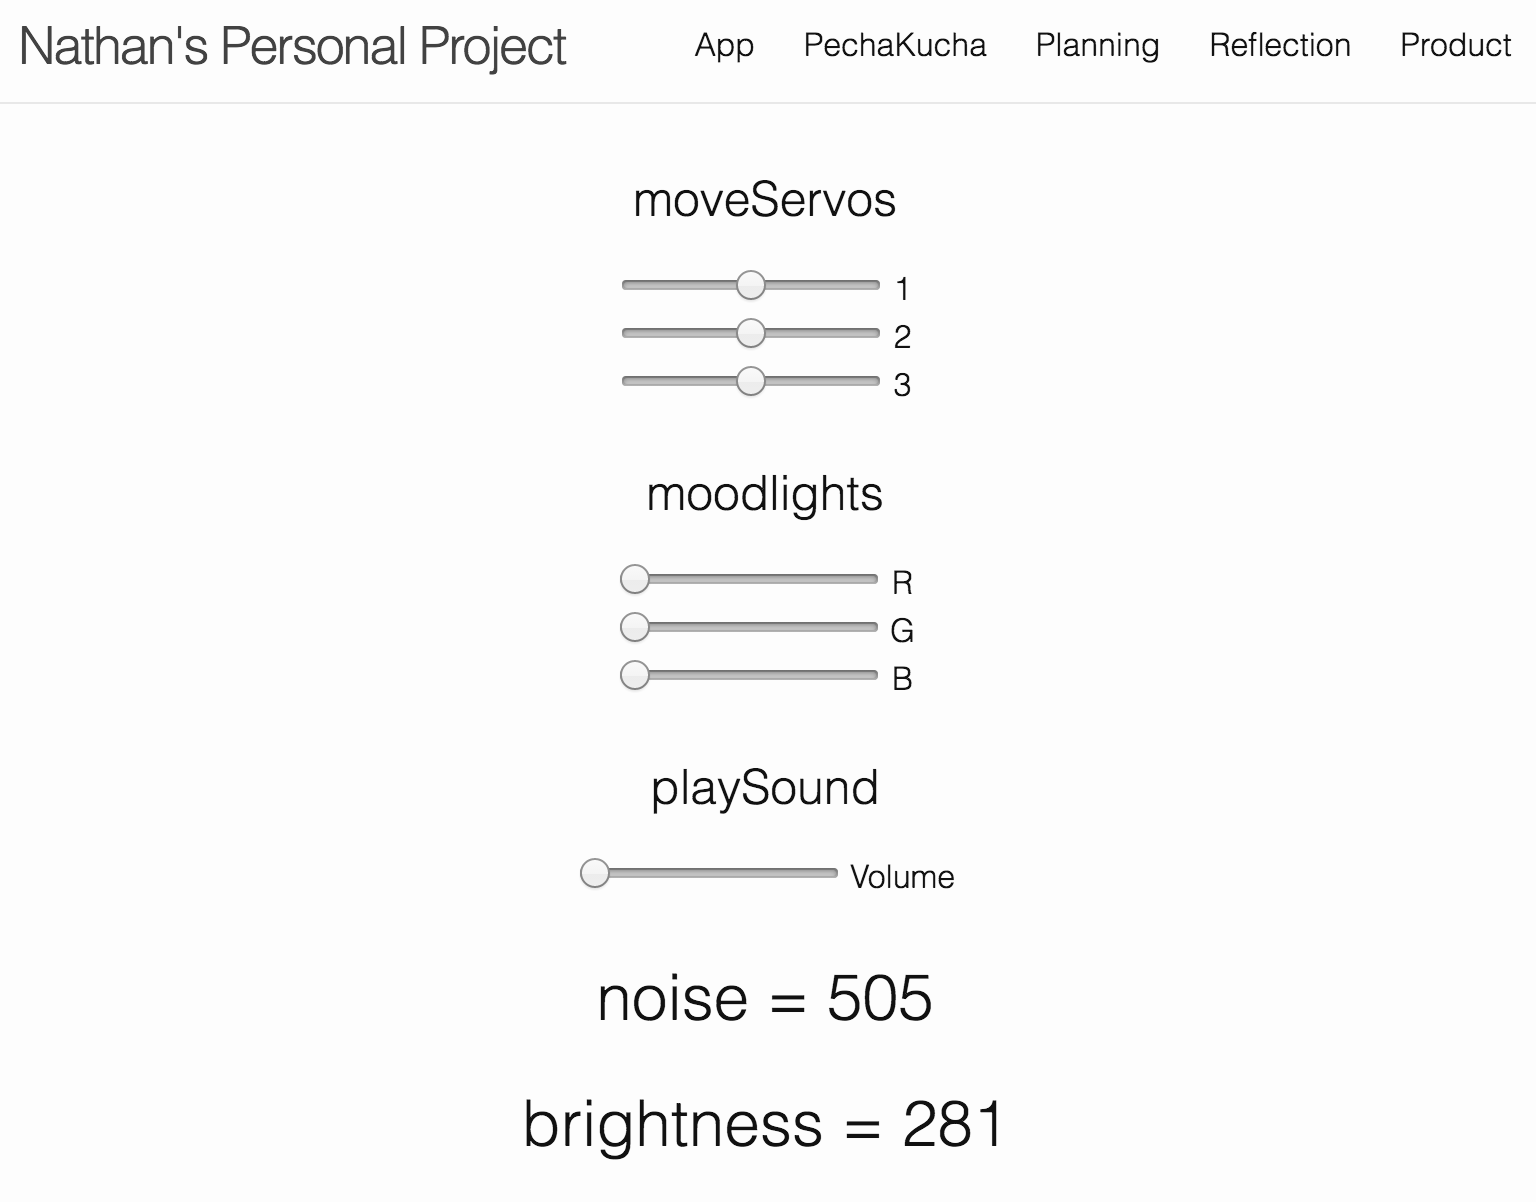 Nathan's Personal Project App PechaKucha Planning Reflection Product
moveServos
1
2
3
moodlights
R
G
B
playSound
Volume
noise = 505
brightness = 281